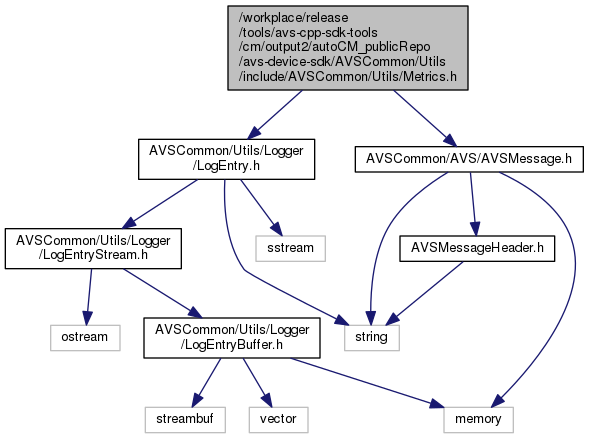 /workplace/release
/tools/avs-cpp-sdk-tools
/cm/output2/autoCM_publicRepo
/avs-device-sdk/AVSCommon/Utils
/include/AVSCommon/Utils/Metrics.h
AVSCommon/Utils/Logger
/LogEntry.h
AVSCommon/AVS/AVSMessage.h
AVSCommon/Utils/Logger
/LogEntryStream.h
sstream
AVSMessageHeader.h
ostream
AVSCommon/Utils/Logger
/LogEntryBuffer.h
string
streambuf
vector
memory